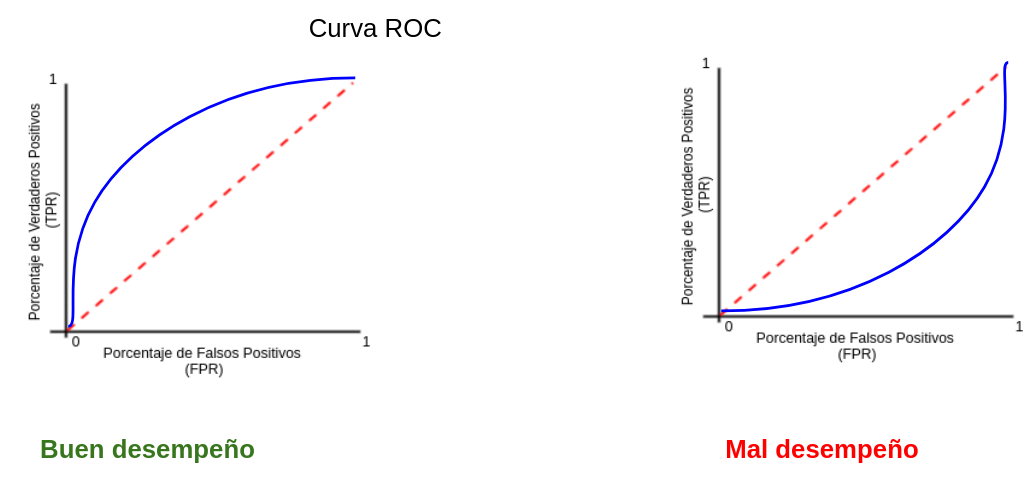 Curva ROC
1
Porcentaje de Verdaderos Positivos
(TPR)
0
1
Porcentaje de Falsos Positivos
(FPR)
Buen desempeño
1
Porcentaje de Verdaderos Positivos
(TPR)
0
1
Porcentaje de Falsos Positivos
(FPR)
Mal desempeño